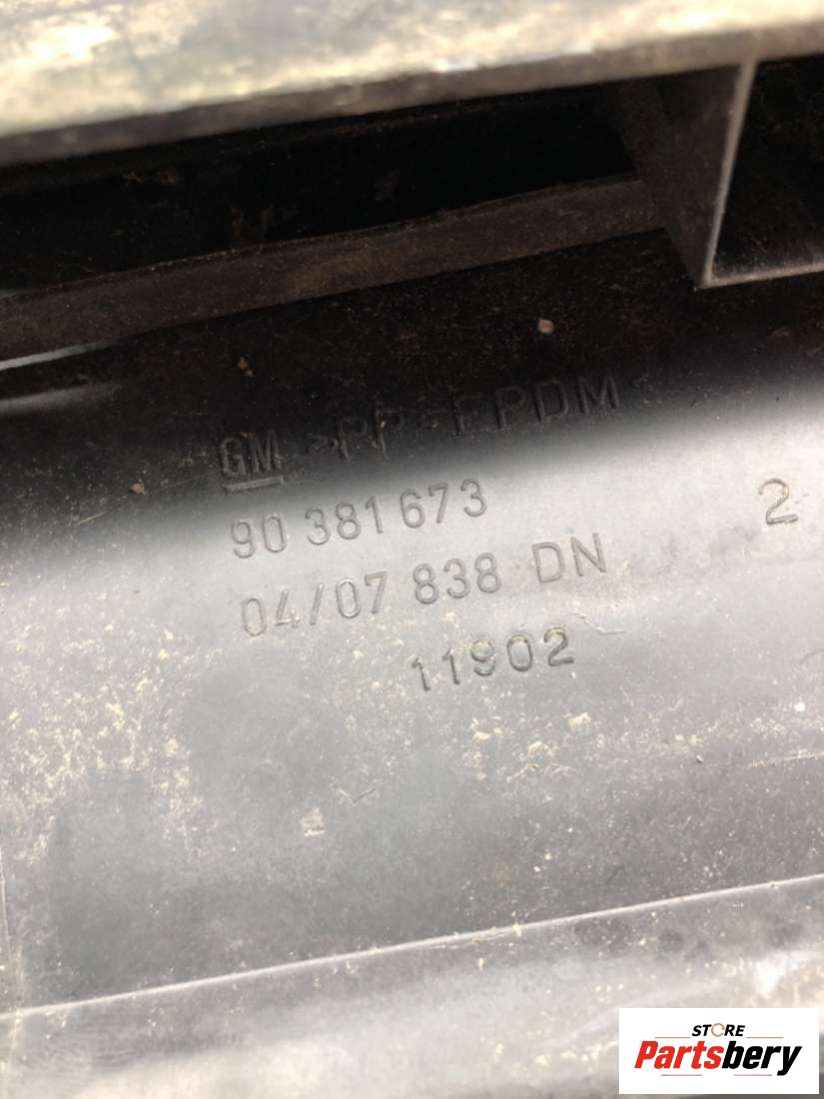 GM >PP-EPDM<
90 381 673
2
04/07 838 DN
11902
STORE
Partsbery